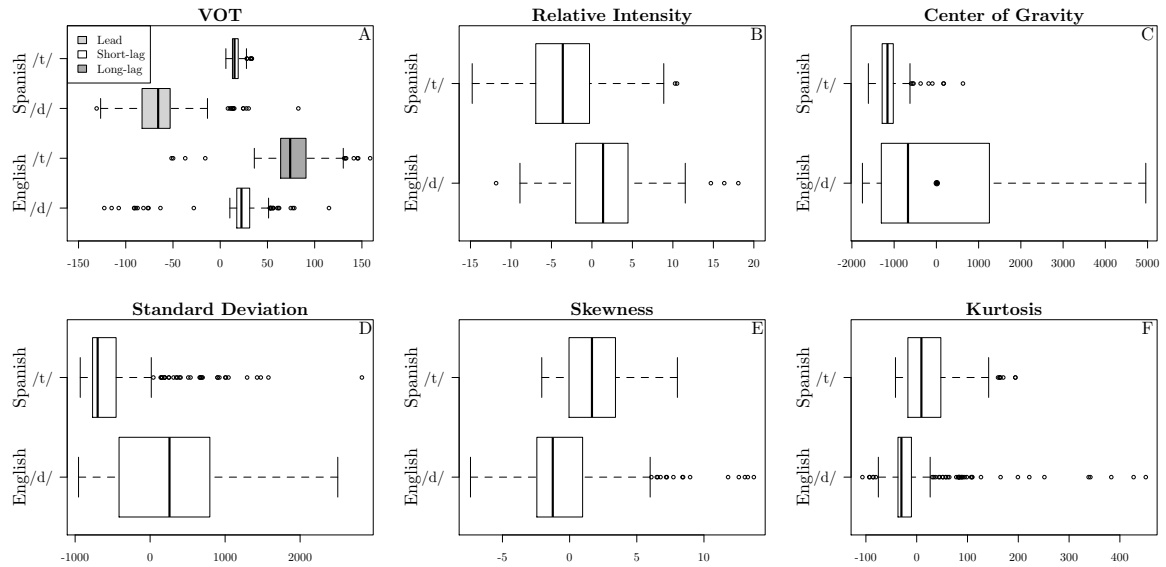 VOT
A
Lead
Short-lag
Long-lag
Spanish
/t/
/d/
English
/t/
/d/
-150 -100 -50 0 50 100 150
Relative Intensity
B
Spanish
/t/
English
/d/
-15 -10 -5 0 5 10 15 20
Center of Gravity
C
Spanish
/t/
English
/d/
-2000 -1000 0 1000 2000 3000 4000 5000
Standard Deviation
D
Spanish
/t/
English
/d/
-1000 0 1000 2000
Skewness
E
Spanish
/t/
English
/d/
-5 0 5 10
Kurtosis
F
Spanish
/t/
English
/d/
-100 0 100 200 300 400